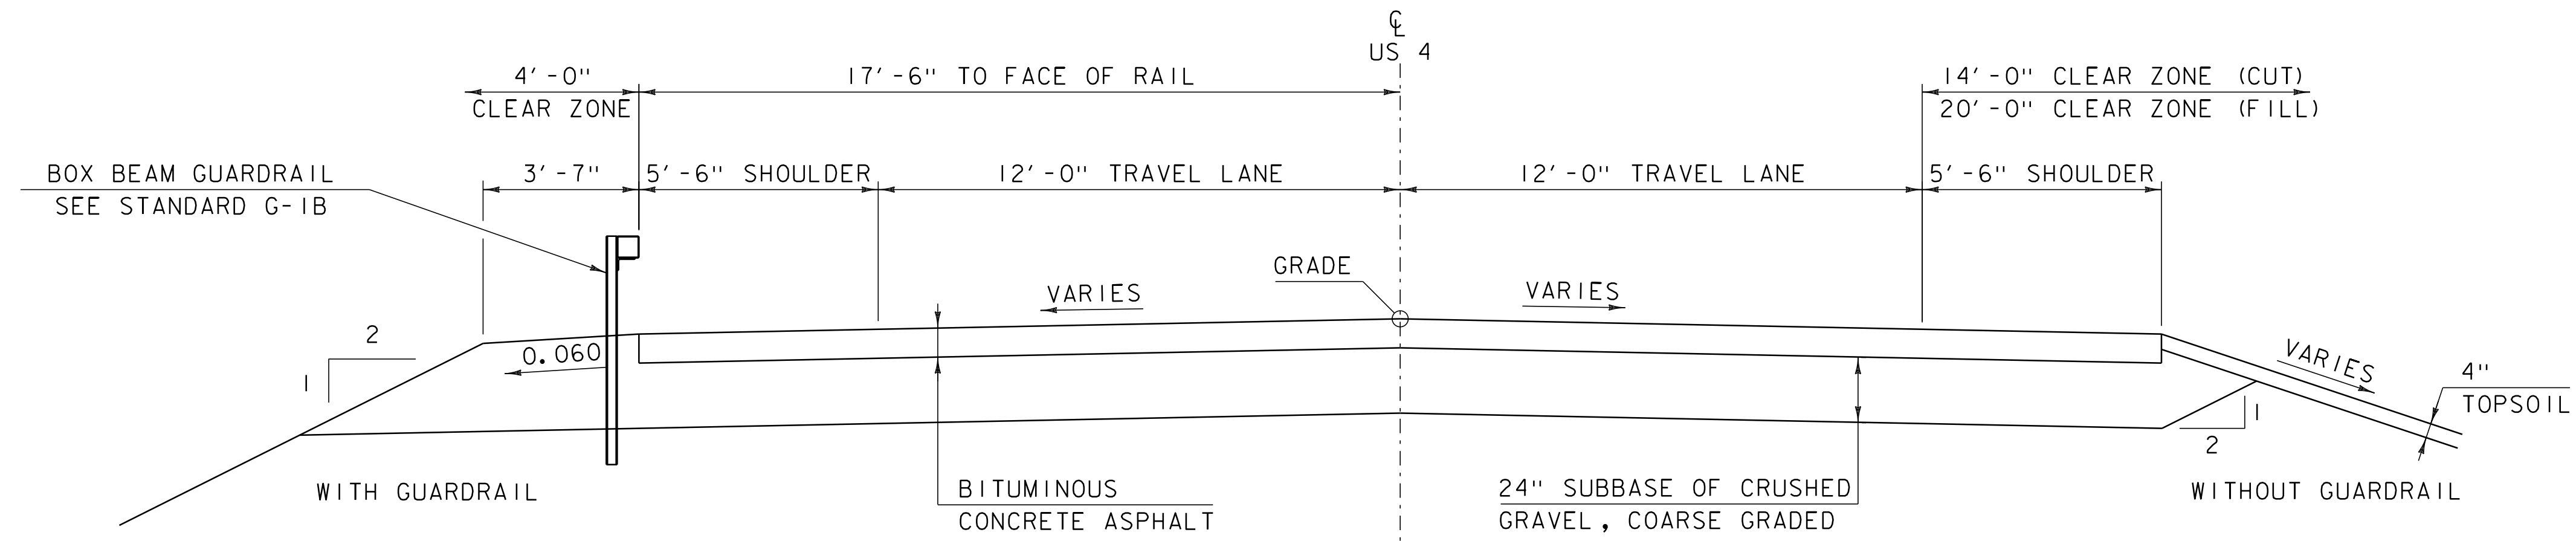 ℄
US 4
4'-0"
CLEAR ZONE
17'-6" TO FACE OF RAIL
14'-0" CLEAR ZONE (CUT)
20'-0" CLEAR ZONE (FILL)
BOX BEAM GUARDRAIL
SEE STANDARD G-1B
3'-7"
5'-6" SHOULDER
12'-0" TRAVEL LANE
12'-0" TRAVEL LANE
5'-6" SHOULDER
GRADE
VARIES
VARIES
2
1
0.060
VARIES
4"
TOPSOIL
1
2
WITH GUARDRAIL
BITUMINOUS
CONCRETE ASPHALT
24" SUBBASE OF CRUSHED
GRAVEL, COARSE GRADED
WITHOUT GUARDRAIL